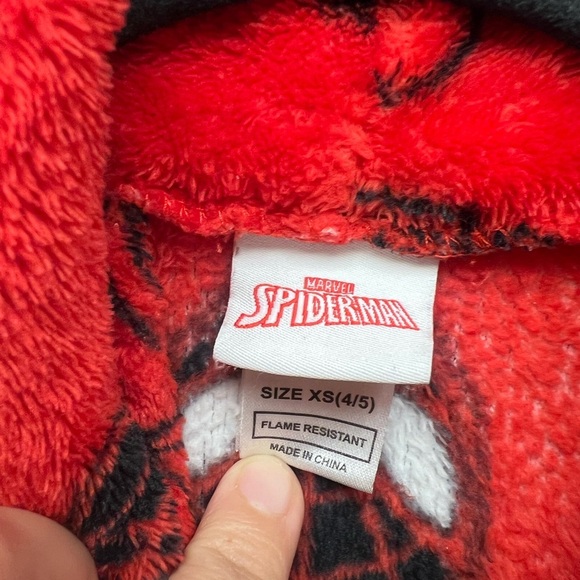 MARVEL
SPIDER-MAN
SIZE XS(4/5)
FLAME RESISTANT
MADE IN CHINA